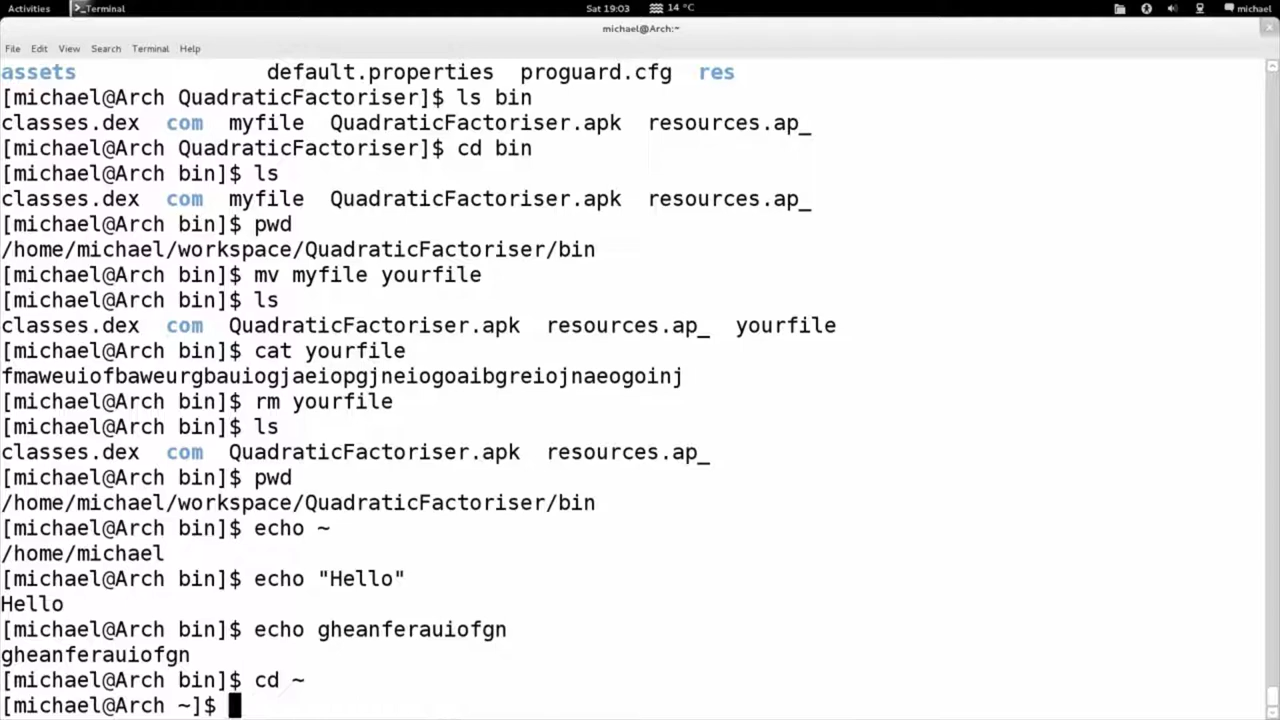 Activities >_Terminal Sat 19:03 14 °C michael
michael@Arch:~
File Edit View Search Terminal Help
assets default.properties proguard.cfg res
[michael@Arch QuadraticFactoriser]$ ls bin
classes.dex com myfile QuadraticFactoriser.apk resources.ap_
[michael@Arch QuadraticFactoriser]$ cd bin
[michael@Arch bin]$ ls
classes.dex com myfile QuadraticFactoriser.apk resources.ap_
[michael@Arch bin]$ pwd
/home/michael/workspace/QuadraticFactoriser/bin
[michael@Arch bin]$ mv myfile yourfile
[michael@Arch bin]$ ls
classes.dex com QuadraticFactoriser.apk resources.ap_ yourfile
[michael@Arch bin]$ cat yourfile
fmaweuiofbaweurgbauiogjaeiopgjneiogoaibgreiojnaeogoinj
[michael@Arch bin]$ rm yourfile
[michael@Arch bin]$ ls
classes.dex com QuadraticFactoriser.apk resources.ap_
[michael@Arch bin]$ pwd
/home/michael/workspace/QuadraticFactoriser/bin
[michael@Arch bin]$ echo ~
/home/michael
[michael@Arch bin]$ echo "Hello"
Hello
[michael@Arch bin]$ echo gheanferauiofgn
gheanferauiofgn
[michael@Arch bin]$ cd ~
[michael@Arch ~]$